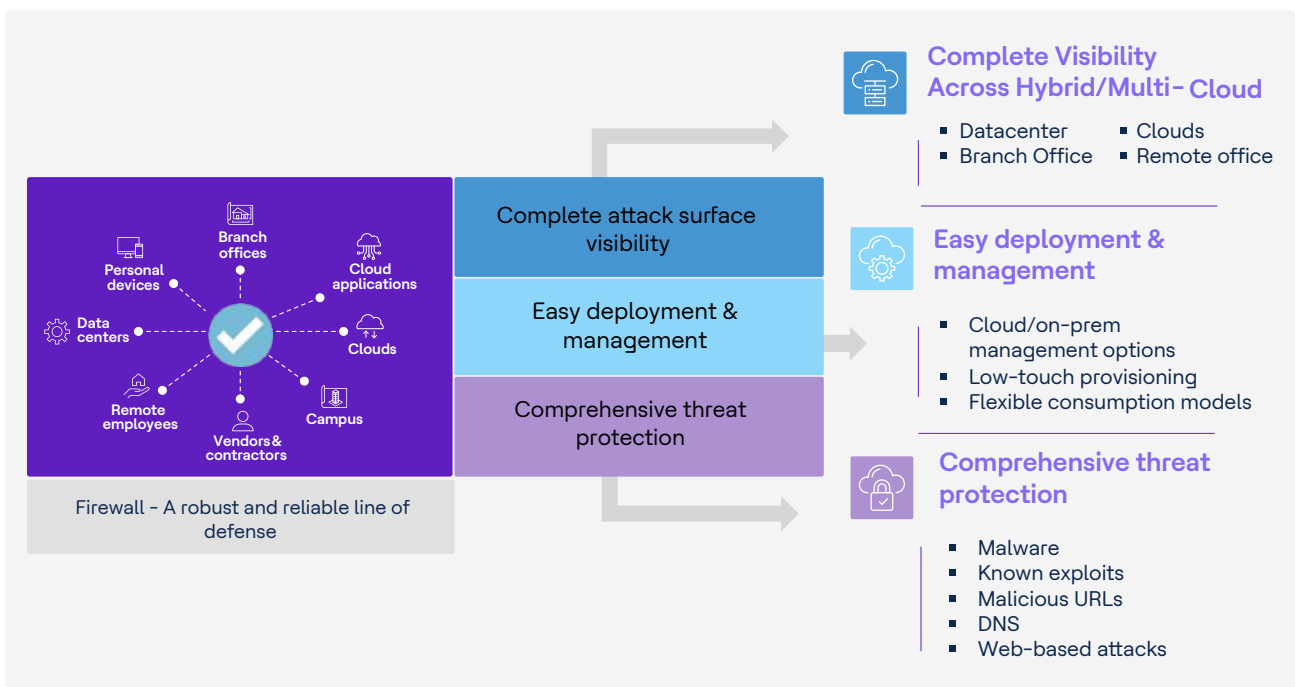 Branch
offices
Personal
devices
Cloud
applications
Data
centers
Clouds
Remote
employees
Campus
Vendors &
contractors
Firewall - A robust and reliable line of
defense
Complete attack surface
visibility
Easy deployment &
management
Comprehensive threat
protection
Complete Visibility
Across Hybrid/Multi-Cloud
▪ Datacenter
▪ Branch Office
▪ Clouds
▪ Remote office
Easy deployment &
management
▪ Cloud/on-prem
management options
▪ Low-touch provisioning
▪ Flexible consumption models
Comprehensive threat
protection
▪ Malware
▪ Known exploits
▪ Malicious URLs
▪ DNS
▪ Web-based attacks